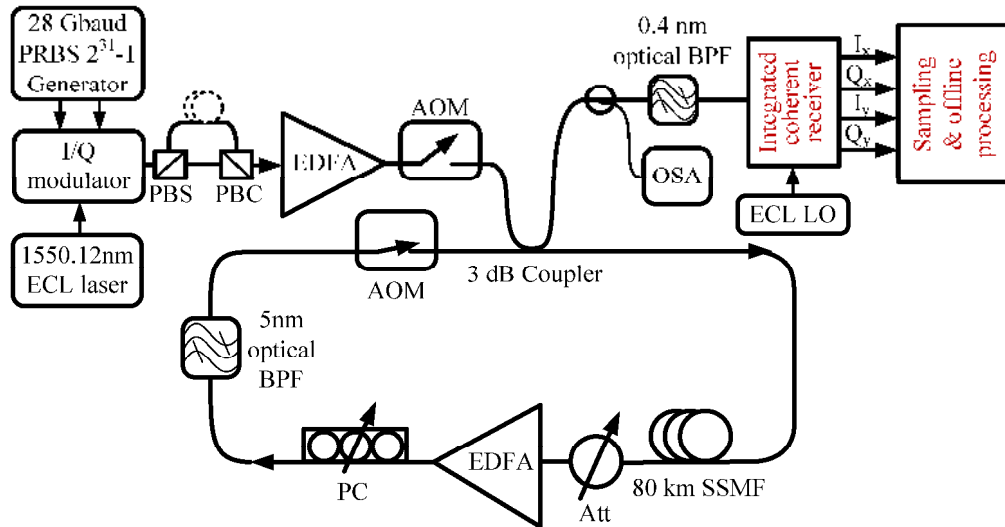 28 Gbaud
PRBS 2^31-1
Generator
I/Q
modulator
1550.12nm
ECL laser
PBS
PBC
EDFA
AOM
AOM
3 dB Coupler
0.4 nm
optical BPF
OSA
Integrated
coherent
receiver
ECL LO
I_x
Q_x
I_y
Q_y
Sampling
& offline
processing
5nm
optical
BPF
PC
EDFA
Att
80 km SSMF